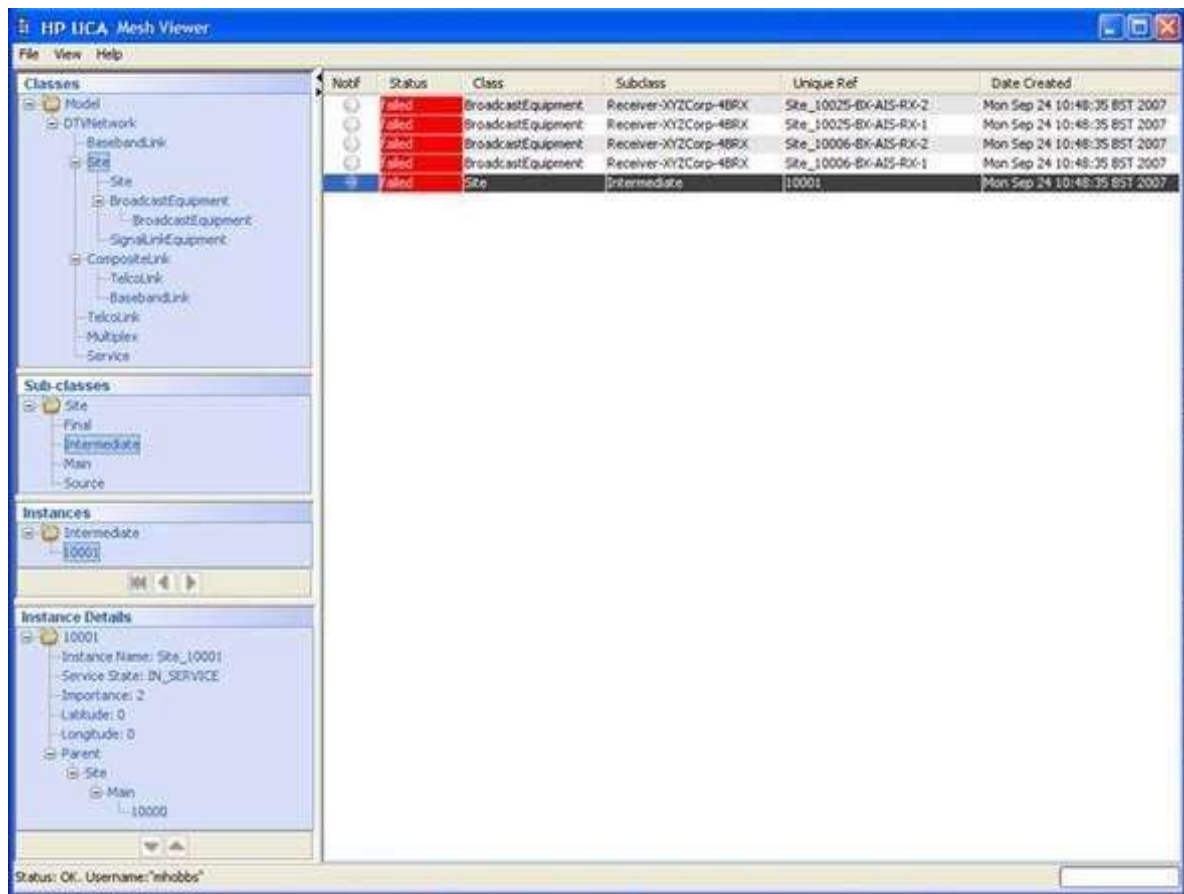 HP UCA Mesh Viewer
File View Help
Classes
Model
DTVNetwork
BasebandLink
Site
Site
BroadcastEquipment
BroadcastEquipment
SignalLinkEquipment
CompositeLink
TelcoLink
BasebandLink
TelcoLink
Multiplex
Service
Sub-classes
Site
Final
Intermediate
Main
Source
Instances
Intermediate
10001
Instance Details
10001
Instance Name: Site_10001
Service State: IN_SERVICE
Importance: 2
Latitude: 0
Longitude: 0
Parent
Site
Main
10000
Notif Status Class Subclass Unique Ref Date Created
Failed BroadcastEquipment Receiver-XYZCorp-4BRX Site_10025-BX-AIS-RX-2 Mon Sep 24 10:48:35 BST 2007
Failed BroadcastEquipment Receiver-XYZCorp-4BRX Site_10025-BX-AIS-RX-1 Mon Sep 24 10:48:35 BST 2007
Failed BroadcastEquipment Receiver-XYZCorp-4BRX Site_10006-BX-AIS-RX-2 Mon Sep 24 10:48:35 BST 2007
Failed BroadcastEquipment Receiver-XYZCorp-4BRX Site_10006-BX-AIS-RX-1 Mon Sep 24 10:48:35 BST 2007
Failed Site Intermediate 10001 Mon Sep 24 10:48:35 BST 2007
Status: OK. Username:"mhobbs"